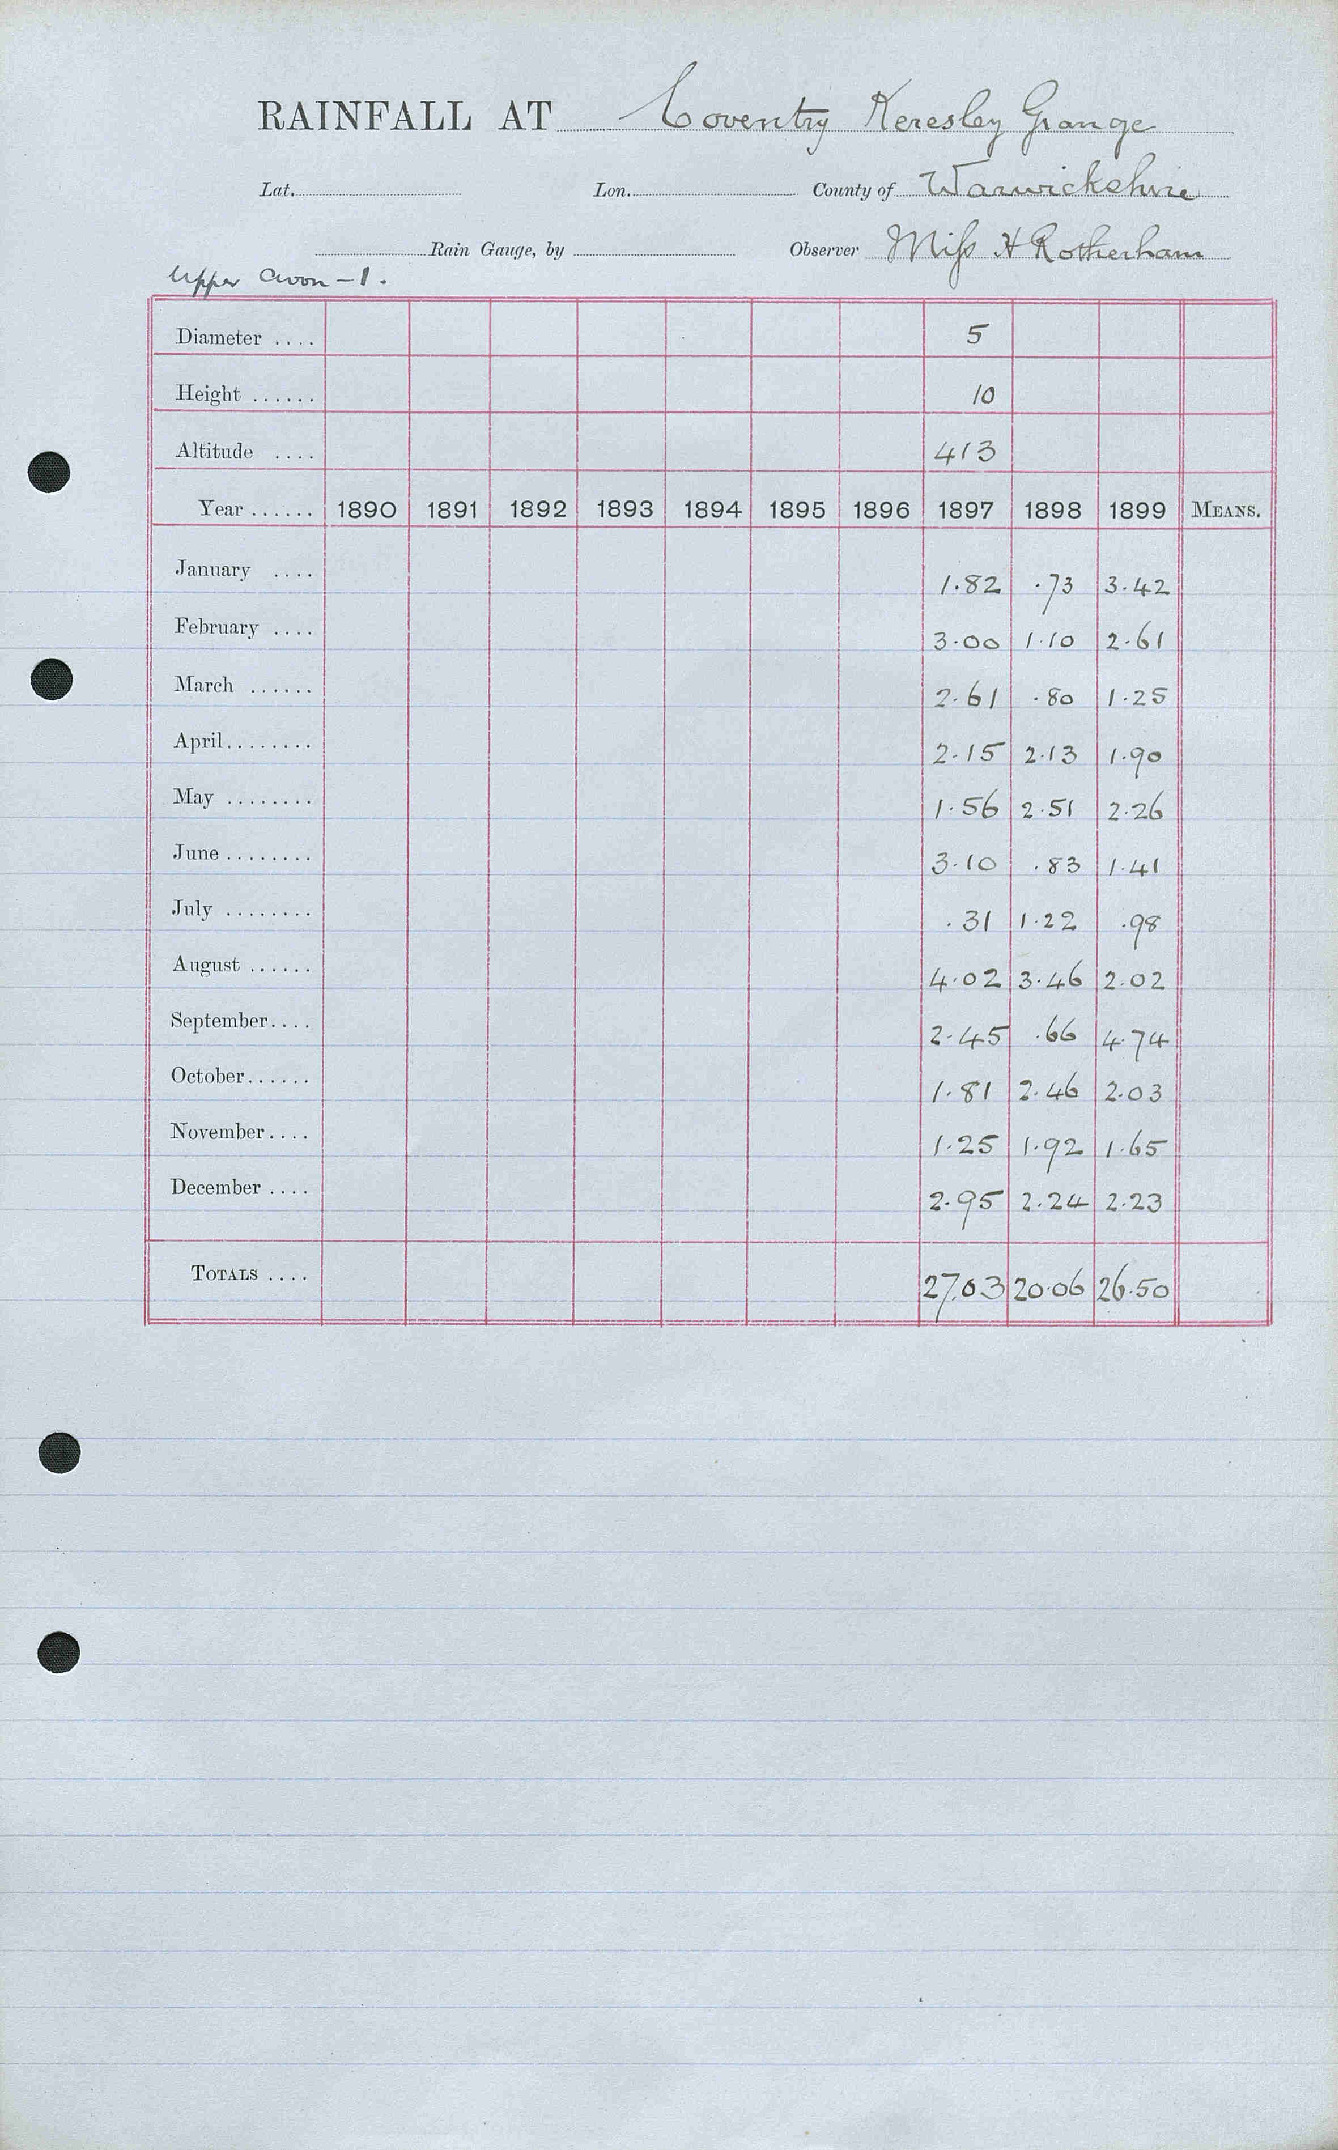 RAINFALL AT Coventry Keresley Grange
Lat. Lon. County of Warwickshire
Rain Gauge, by Observer Miss H Rotherham
Upper Avon - 1.
Diameter .... 5
Height ...... 10
Altitude .... 413
Year ...... 1890 1891 1892 1893 1894 1895 1896 1897 1898 1899 MEANS.
January .... 1.82 .73 3.42
February .... 3.00 1.10 2.61
March ...... 2.61 .80 1.25
April........ 2.15 2.13 1.90
May ........ 1.56 2.51 2.26
June ........ 3.10 .83 1.41
July ........ .31 1.22 .98
August ...... 4.02 3.46 2.02
September.... 2.45 .66 4.74
October...... 1.81 2.46 2.03
November.... 1.25 1.92 1.65
December .... 2.95 2.24 2.23
TOTALS .... 27.03 20.06 26.50